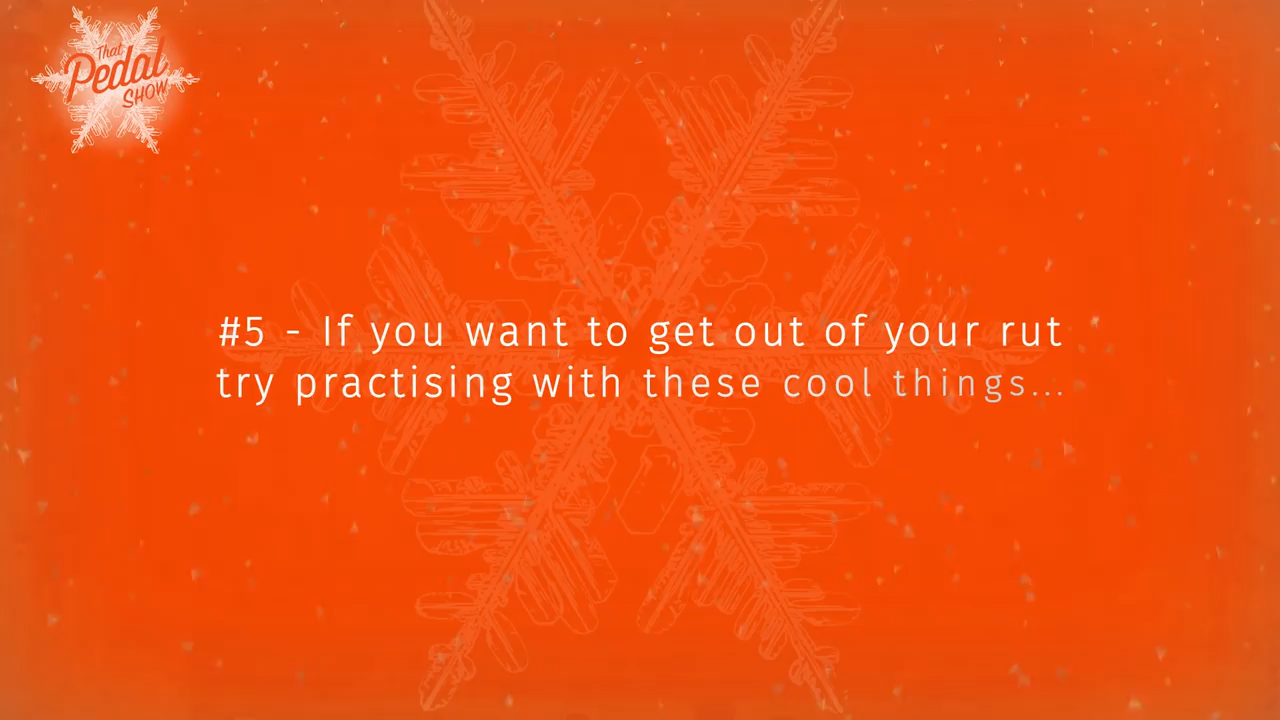 That
Pedal
SHOW
#5 - If you want to get out of your rut
try practising with these cool things...